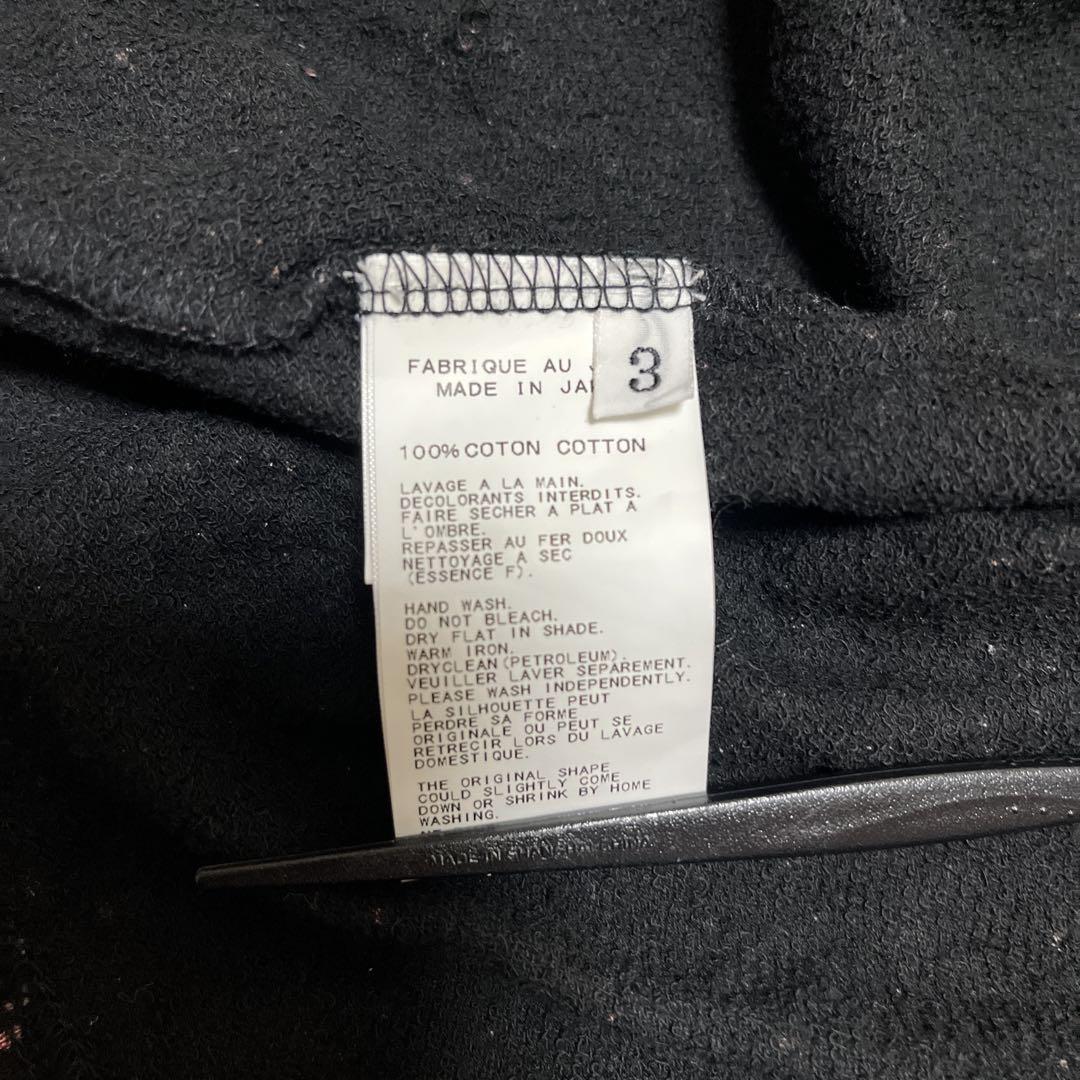 FABRIQUE AU
MADE IN JA
3
100% COTON COTTON
LAVAGE A LA MAIN.
DECOLORANTS INTERDITS.
FAIRE SECHER A PLAT A
L'OMBRE.
REPASSER AU FER DOUX
NETTOYAGE A SEC
(ESSENCE F).
HAND WASH.
DO NOT BLEACH.
DRY FLAT IN SHADE.
WARM IRON.
DRYCLEAN(PETROLEUM).
VEUILLER LAVER SEPAREMENT.
PLEASE WASH INDEPENDENTLY.
LA SILHOUETTE PEUT
PERDRE SA FORME
ORIGINALE OU PEUT SE
RETRECIR LORS DU LAVAGE
DOMESTIQUE.
THE ORIGINAL SHAPE
COULD SLIGHTLY COME
DOWN OR SHRINK BY HOME
WASHING.
MADE IN CHINA